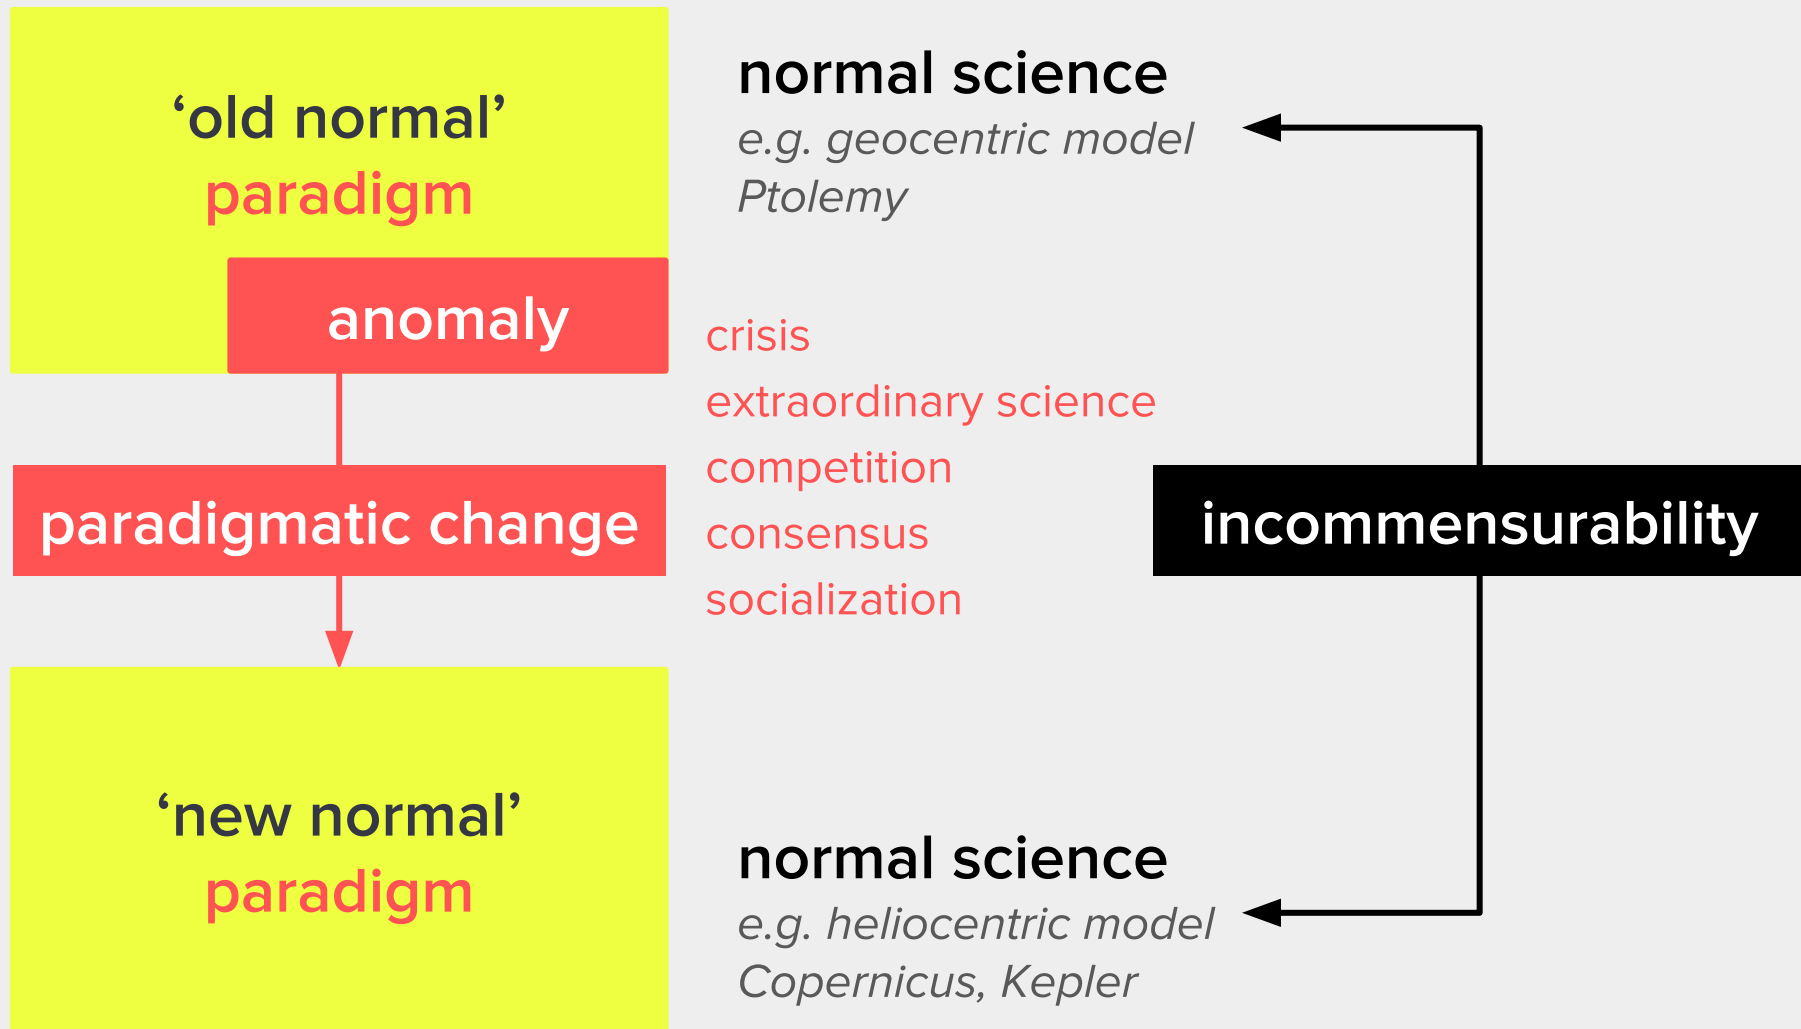 ‘old normal’
paradigm
normal science
e.g. geocentric model
Ptolemy
anomaly
crisis
extraordinary science
competition
consensus
socialization
paradigmatic change
incommensurability
‘new normal’
paradigm
normal science
e.g. heliocentric model
Copernicus, Kepler